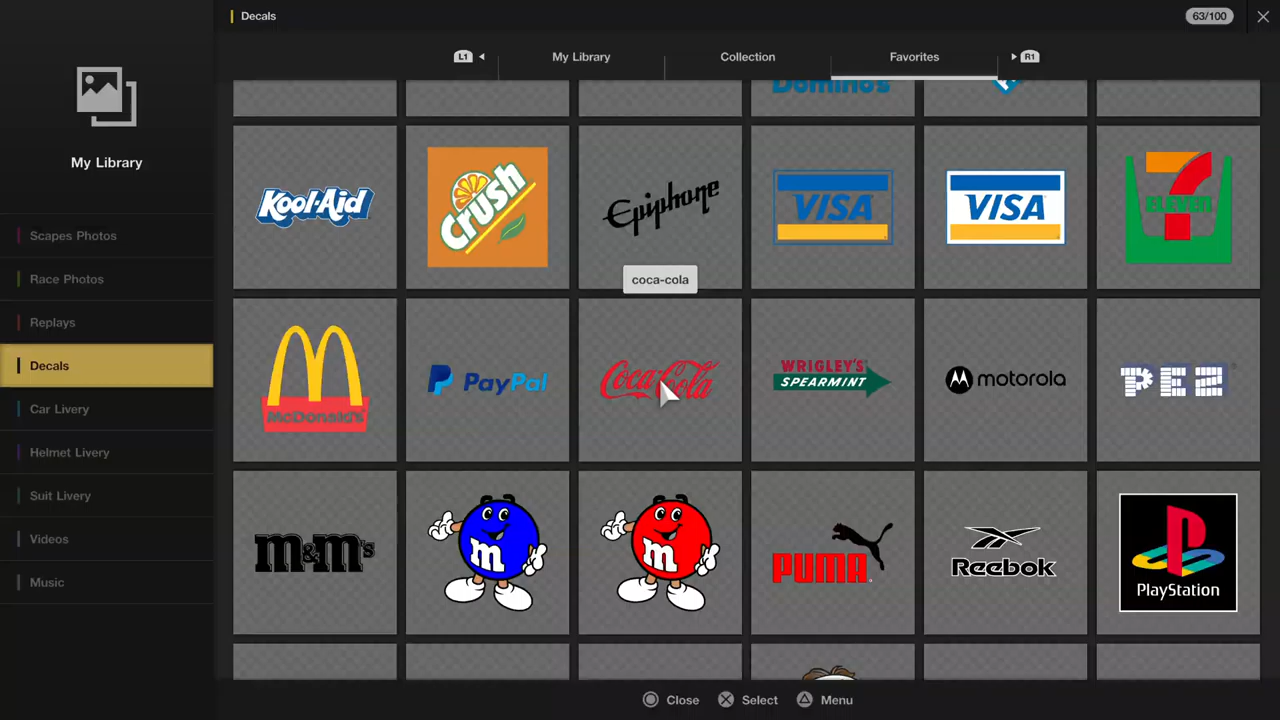 Decals
63/100
L1
My Library
Collection
Favorites
R1
My Library
Scapes Photos
Race Photos
Replays
Decals
Car Livery
Helmet Livery
Suit Livery
Videos
Music
Domino's
Kool-Aid
Crush
Epiphone
VISA
VISA
7
ELEVEN
coca-cola
McDonald's
PayPal
Coca-Cola
WRIGLEY'S
SPEARMINT
motorola
PEZ
m&m's
m
m
PUMA
Reebok
PlayStation
Close
Select
Menu